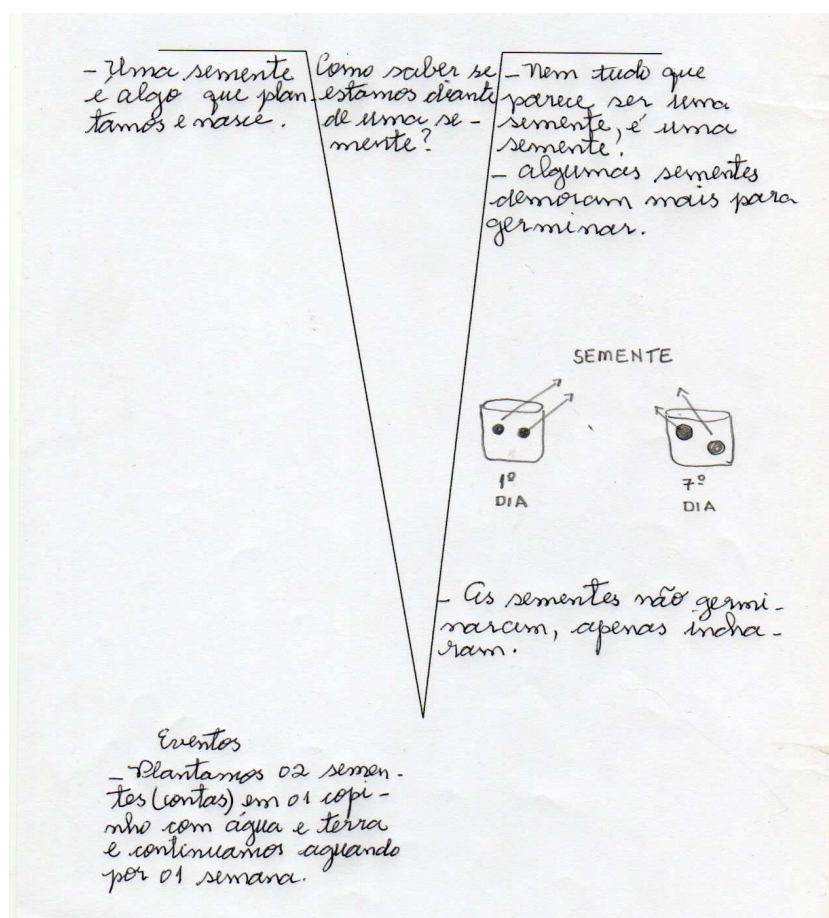 - Uma semente
é algo que plan-
tamos e nasce.
Como saber se
estamos diante
de uma se-
mente?
- Nem tudo que
parece ser uma
semente, é uma
semente.
- Algumas sementes
demoram mais para
germinar.
SEMENTE
1º
DIA
7º
DIA
- As sementes não germi-
naram, apenas incha-
ram.
Eventos
- Plantamos 02 semen-
tes (contas) em 01 copi-
nho com água e terra
e continuamos aguando
por 01 semana.